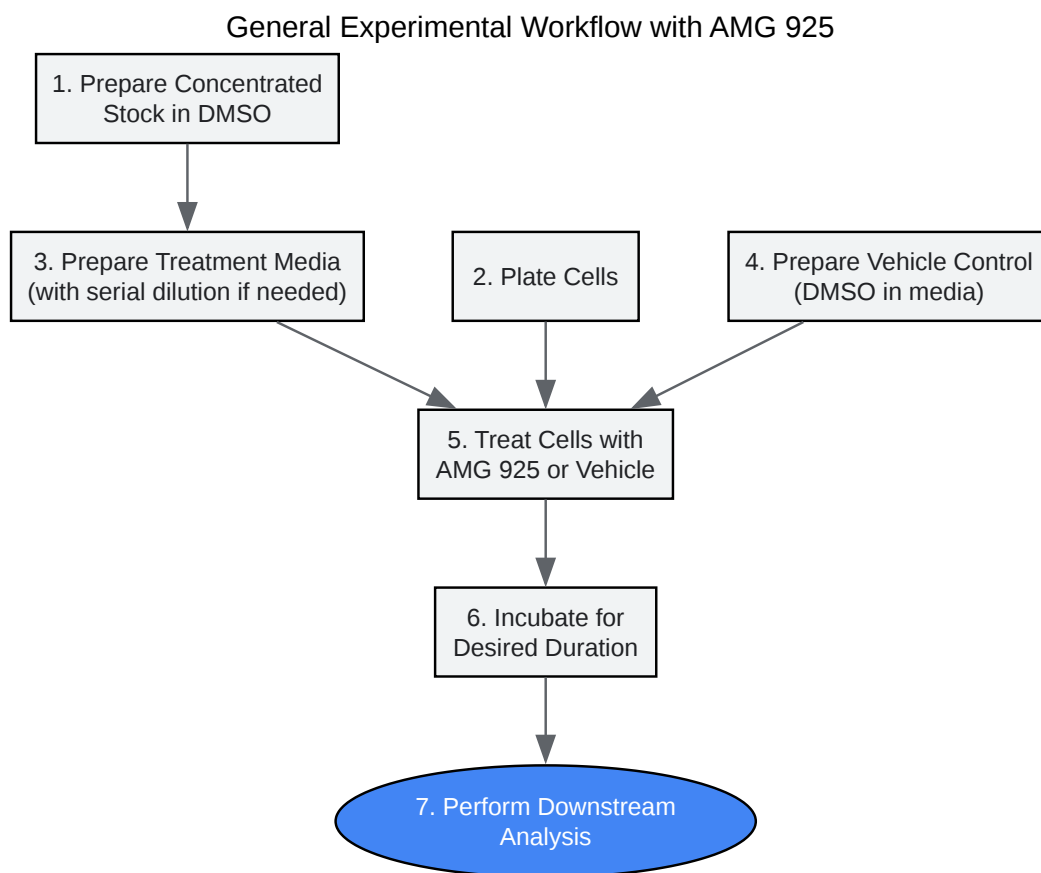 General Experimental Workflow with AMG 925
1. Prepare Concentrated
Stock in DMSO
3. Prepare Treatment Media
(with serial dilution if needed)
2. Plate Cells
4. Prepare Vehicle Control
(DMSO in media)
5. Treat Cells with
AMG 925 or Vehicle
6. Incubate for
Desired Duration
7. Perform Downstream
Analysis